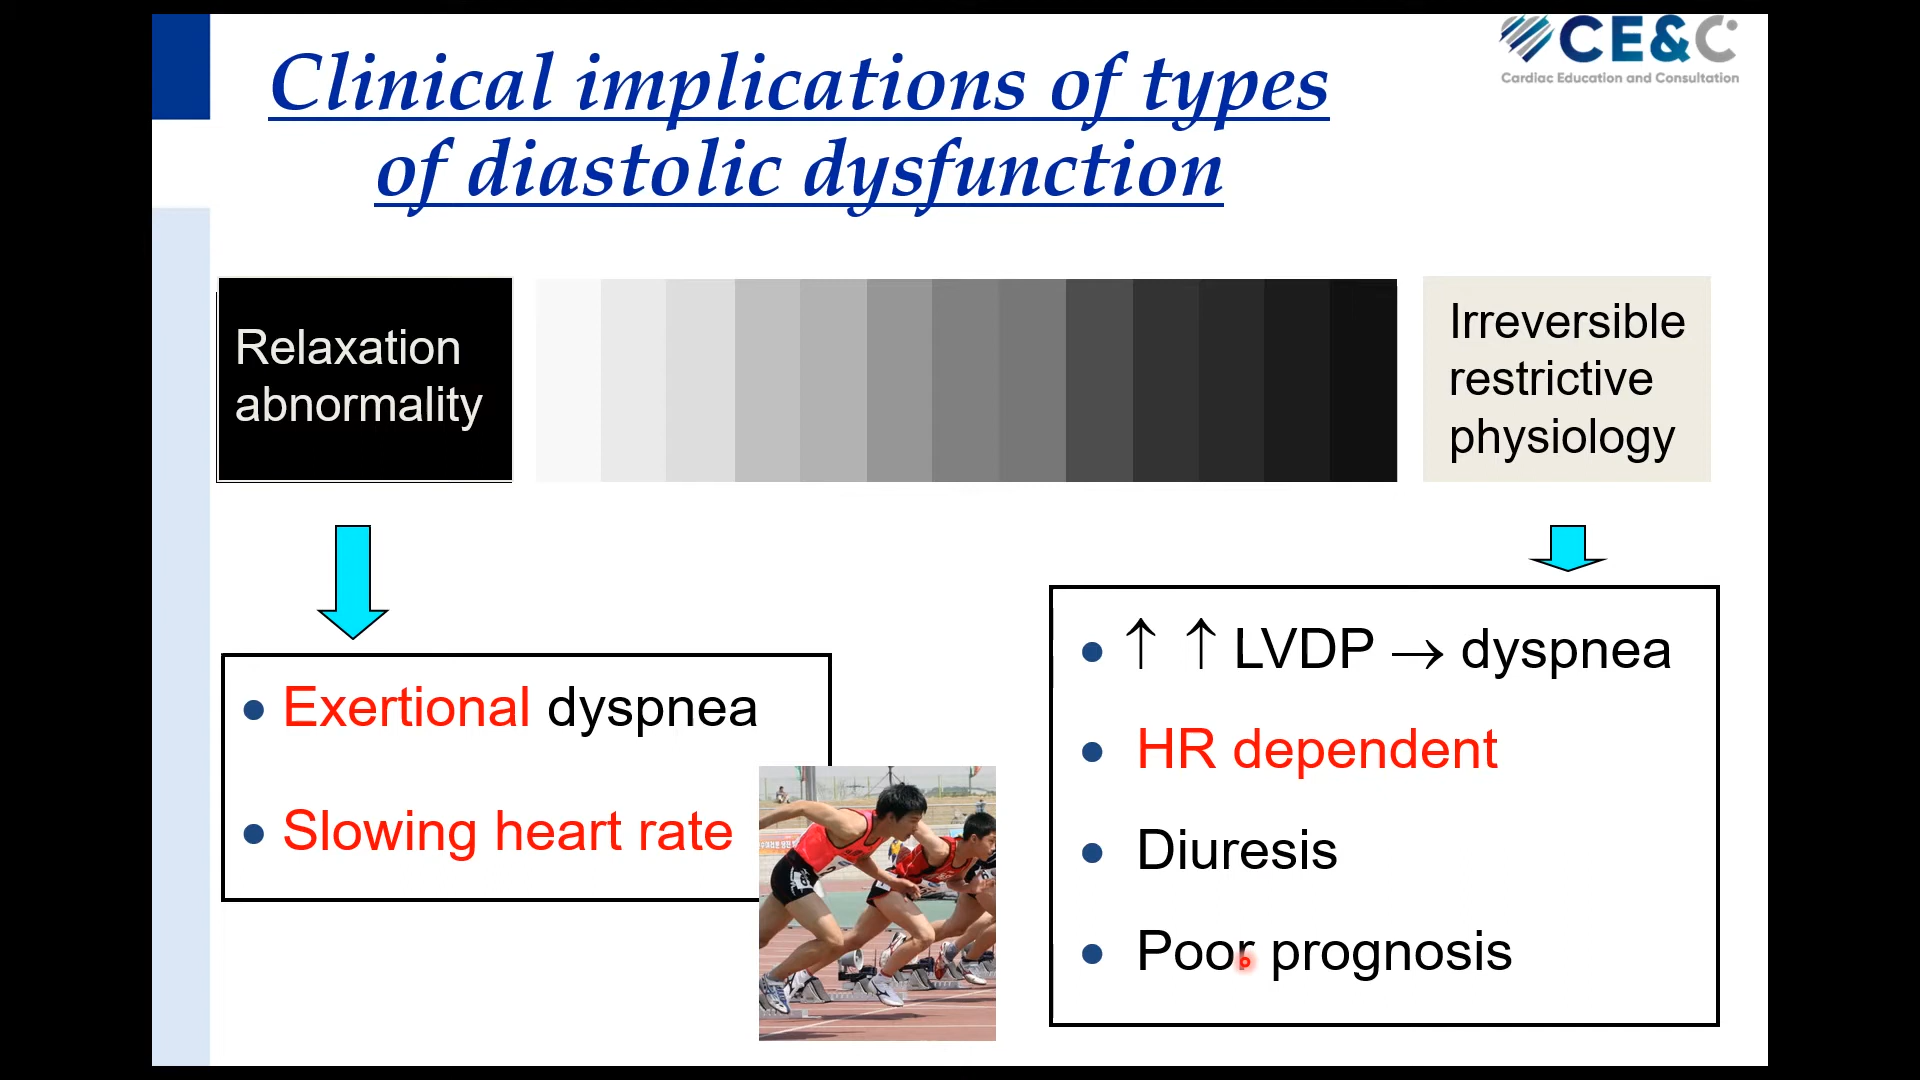 CE&C
Cardiac Education and Consultation
Clinical implications of types
of diastolic dysfunction
Relaxation
abnormality
Irreversible
restrictive
physiology
• Exertional dyspnea
• Slowing heart rate
• ↑ ↑ LVDP → dyspnea
• HR dependent
• Diuresis
• Poor prognosis